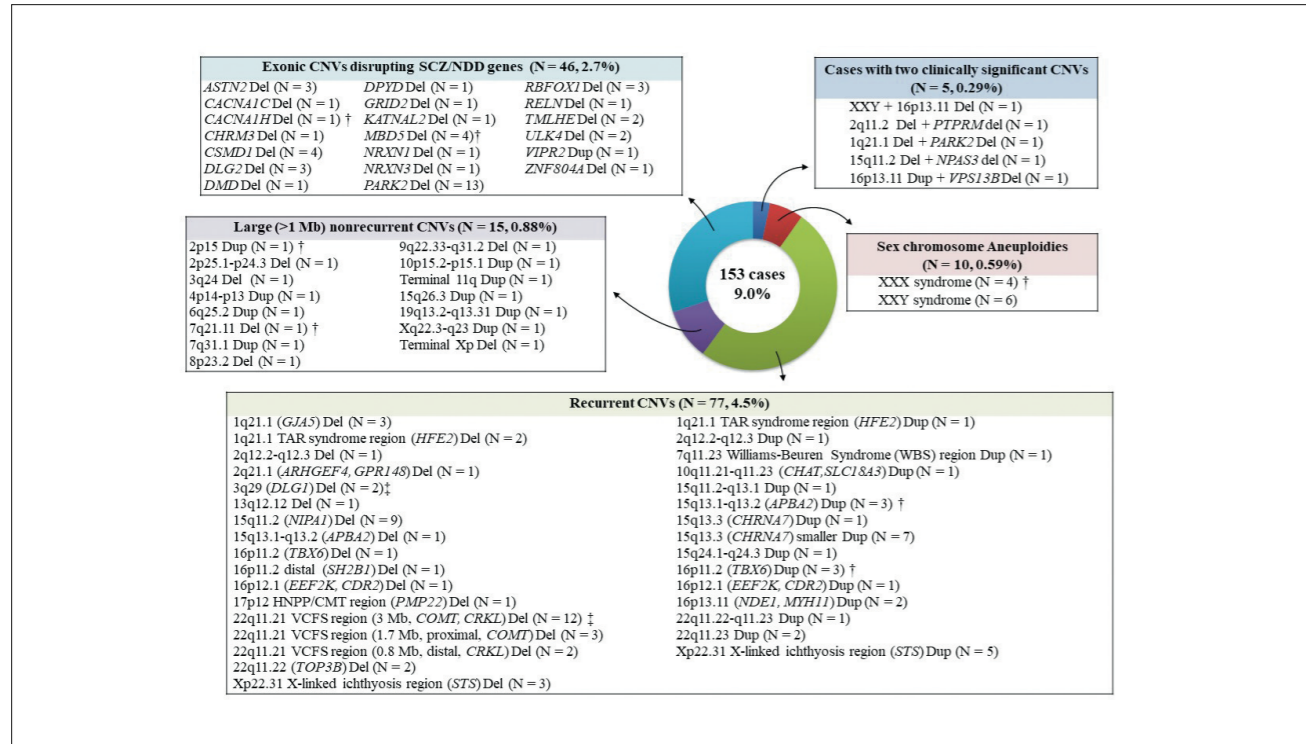 Exonic CNVs disrupting SCZ/NDD genes (N = 46, 2.7%)
ASTN2 Del (N = 3)
CACNA1C Del (N = 1)
CACNA1H Del (N = 1) †
CHRM3 Del (N = 1)
CSMD1 Del (N = 4)
DLG2 Del (N = 3)
DMD Del (N = 1)
DPYD Del (N = 1)
GRID2 Del (N = 1)
KATNAL2 Del (N = 1)
MBD5 Del (N = 4)†
NRXN1 Del (N = 1)
NRXN3 Del (N = 1)
PARK2 Del (N = 13)
RBFOX1 Del (N = 3)
RELN Del (N = 1)
TMLHE Del (N = 2)
ULK4 Del (N = 2)
VIPR2 Dup (N = 1)
ZNF804A Del (N = 1)
Cases with two clinically significant CNVs
(N = 5, 0.29%)
XXY + 16p13.11 Del (N = 1)
2q11.2 Del + PTPRM del (N = 1)
1q21.1 Del + PARK2 Del (N = 1)
15q11.2 Del + NPAS3 del (N = 1)
16p13.11 Dup + VPS13B Del (N = 1)
Large (>1 Mb) nonrecurrent CNVs (N = 15, 0.88%)
2p15 Dup (N = 1) †
2p25.1-p24.3 Del (N = 1)
3q24 Del (N = 1)
4p14-p13 Dup (N = 1)
6q25.2 Dup (N = 1)
7q21.11 Del (N = 1) †
7q31.1 Dup (N = 1)
8p23.2 Del (N = 1)
9q22.33-q31.2 Del (N = 1)
10p15.2-p15.1 Dup (N = 1)
Terminal 11q Dup (N = 1)
15q26.3 Dup (N = 1)
19q13.2-q13.31 Dup (N = 1)
Xq22.3-q23 Dup (N = 1)
Terminal Xp Del (N = 1)
153 cases
9.0%
Sex chromosome Aneuploidies
(N = 10, 0.59%)
XXX syndrome (N = 4) †
XXY syndrome (N = 6)
Recurrent CNVs (N = 77, 4.5%)
1q21.1 (GJA5) Del (N = 3)
1q21.1 TAR syndrome region (HFE2) Del (N = 2)
2q12.2-q12.3 Del (N = 1)
2q21.1 (ARHGEF4, GPR148) Del (N = 1)
3q29 (DLG1) Del (N = 2)‡
13q12.12 Del (N = 1)
15q11.2 (NIPA1) Del (N = 9)
15q13.1-q13.2 (APBA2) Del (N = 1)
16p11.2 (TBX6) Del (N = 1)
16p11.2 distal (SH2B1) Del (N = 1)
16p12.1 (EEF2K, CDR2) Del (N = 1)
17p12 HNPP/CMT region (PMP22) Del (N = 1)
22q11.21 VCFS region (3 Mb, COMT, CRKL) Del (N = 12) ‡
22q11.21 VCFS region (1.7 Mb, proximal, COMT) Del (N = 3)
22q11.21 VCFS region (0.8 Mb, distal, CRKL) Del (N = 2)
22q11.22 (TOP3B) Del (N = 2)
Xp22.31 X-linked ichthyosis region (STS) Del (N = 3)
1q21.1 TAR syndrome region (HFE2) Dup (N = 1)
2q12.2-q12.3 Dup (N = 1)
7q11.23 Williams-Beuren Syndrome (WBS) region Dup (N = 1)
10q11.21-q11.23 (CHAT,SLC18A3) Dup (N = 1)
15q11.2-q13.1 Dup (N = 1)
15q13.1-q13.2 (APBA2) Dup (N = 3) †
15q13.3 (CHRNA7) Dup (N = 1)
15q13.3 (CHRNA7) smaller Dup (N = 7)
15q24.1-q24.3 Dup (N = 1)
16p11.2 (TBX6) Dup (N = 3) †
16p12.1 (EEF2K, CDR2) Dup (N = 1)
16p13.11 (NDE1, MYH11) Dup (N = 2)
22q11.22-q11.23 Dup (N = 1)
22q11.23 Dup (N = 2)
Xp22.31 X-linked ichthyosis region (STS) Dup (N = 5)